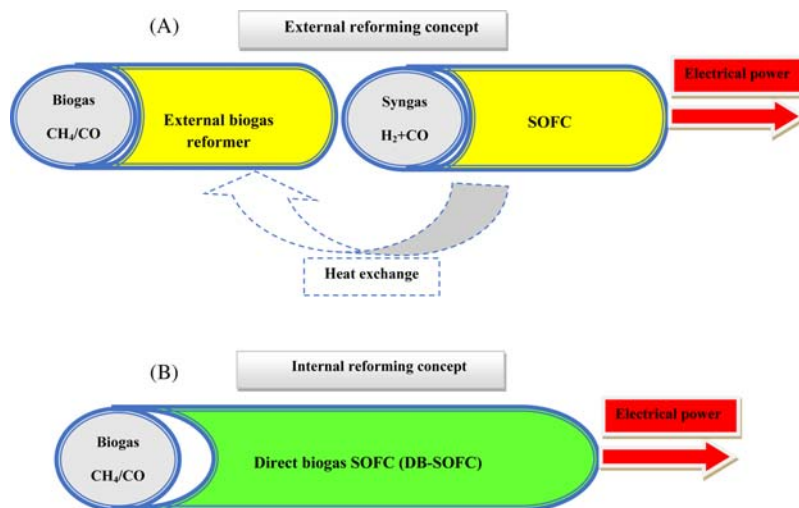 (A)
External reforming concept
Electrical power
Biogas
CH₄/CO
External biogas
reformer
Syngas
H₂+CO
SOFC
Heat exchange
(B)
Internal reforming concept
Electrical power
Biogas
CH₄/CO
Direct biogas SOFC (DB-SOFC)